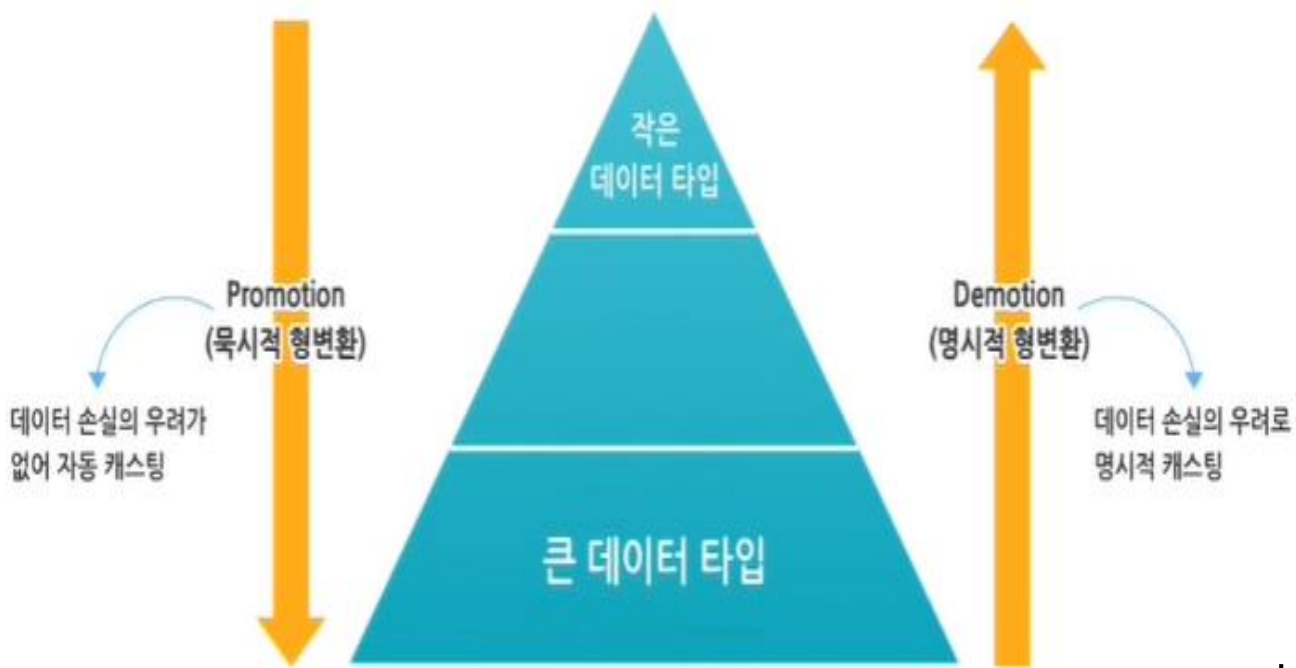 작은
데이터 타입
Promotion
(묵시적 형변환)
데이터 손실의 우려가
없어 자동 캐스팅
Demotion
(명시적 형변환)
데이터 손실의 우려로
명시적 캐스팅
큰 데이터 타입